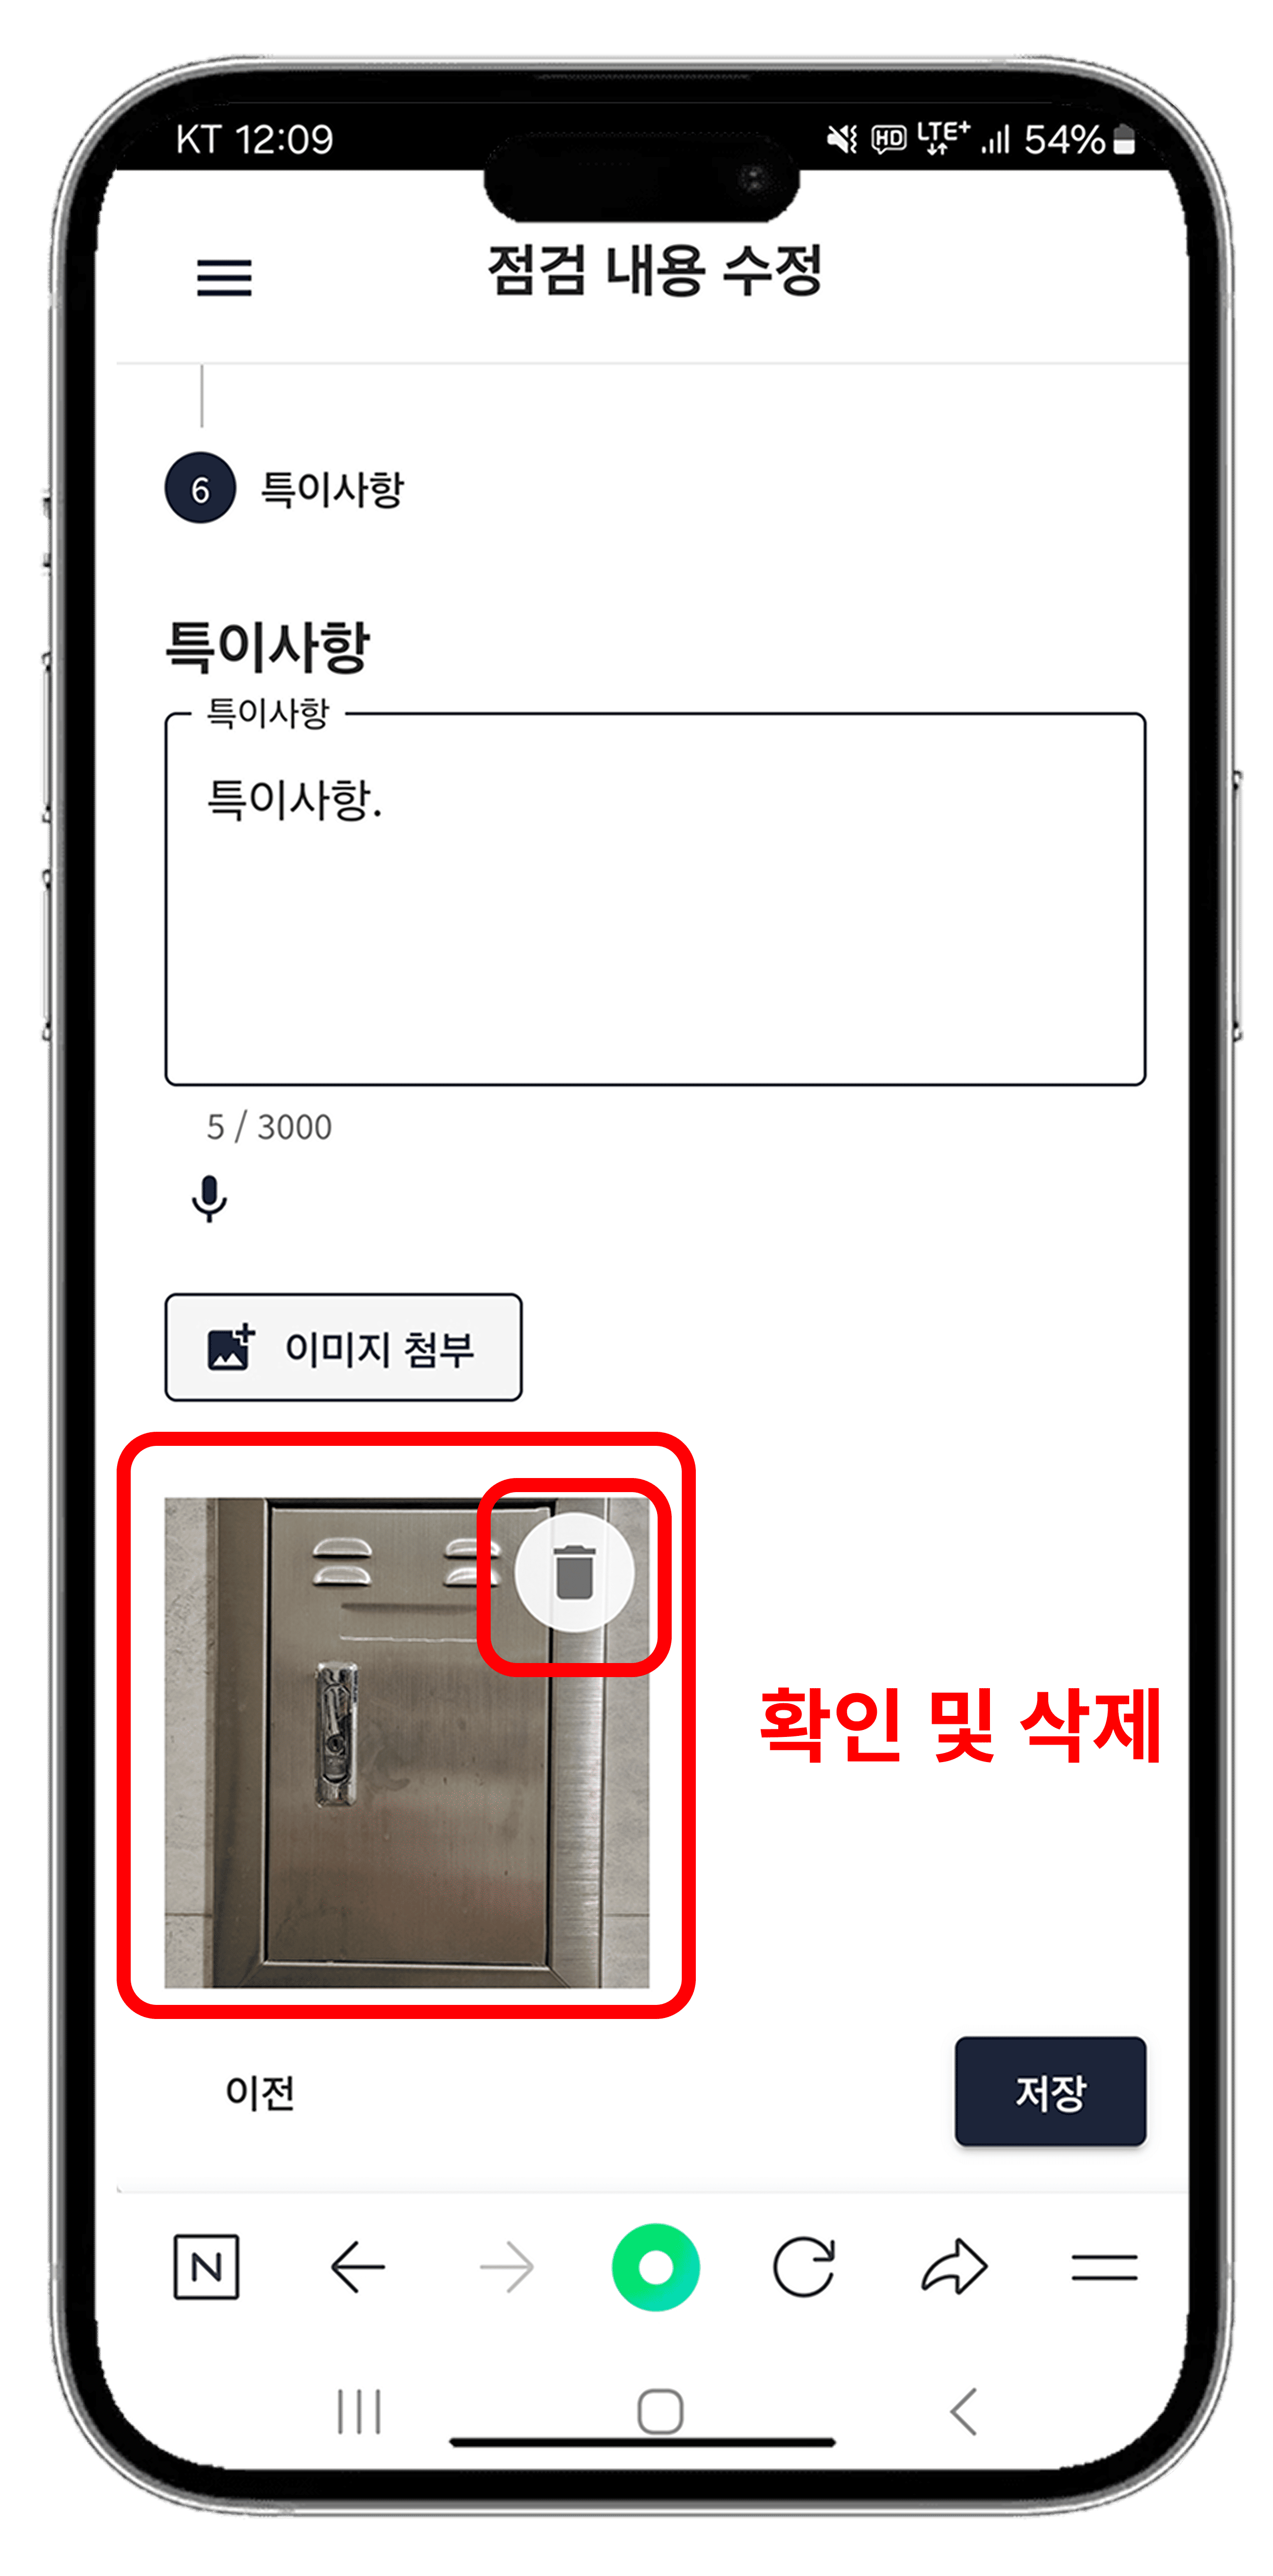 KT 12:09 HD LTE+ 54%
점검 내용 수정
6 특이사항
특이사항
특이사항
특이사항.
5 / 3000
이미지 첨부
확인 및 삭제
이전 저장
N